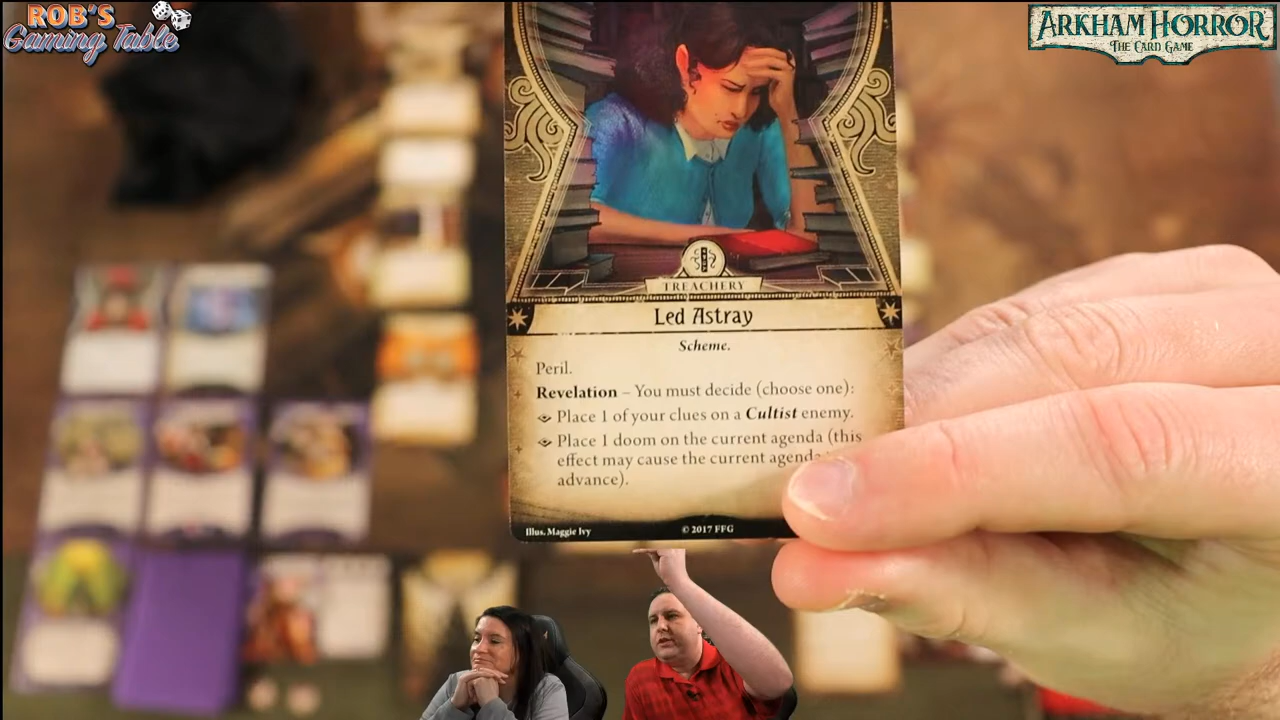 ROB'S
Gaming Table
ARKHAM HORROR
THE CARD GAME
TREACHERY
Led Astray
Scheme.
Peril.
Revelation – You must decide (choose one):
Place 1 of your clues on a Cultist enemy.
Place 1 doom on the current agenda (this
effect may cause the current agenda
advance).
Illus. Maggie Ivy
© 2017 FFG